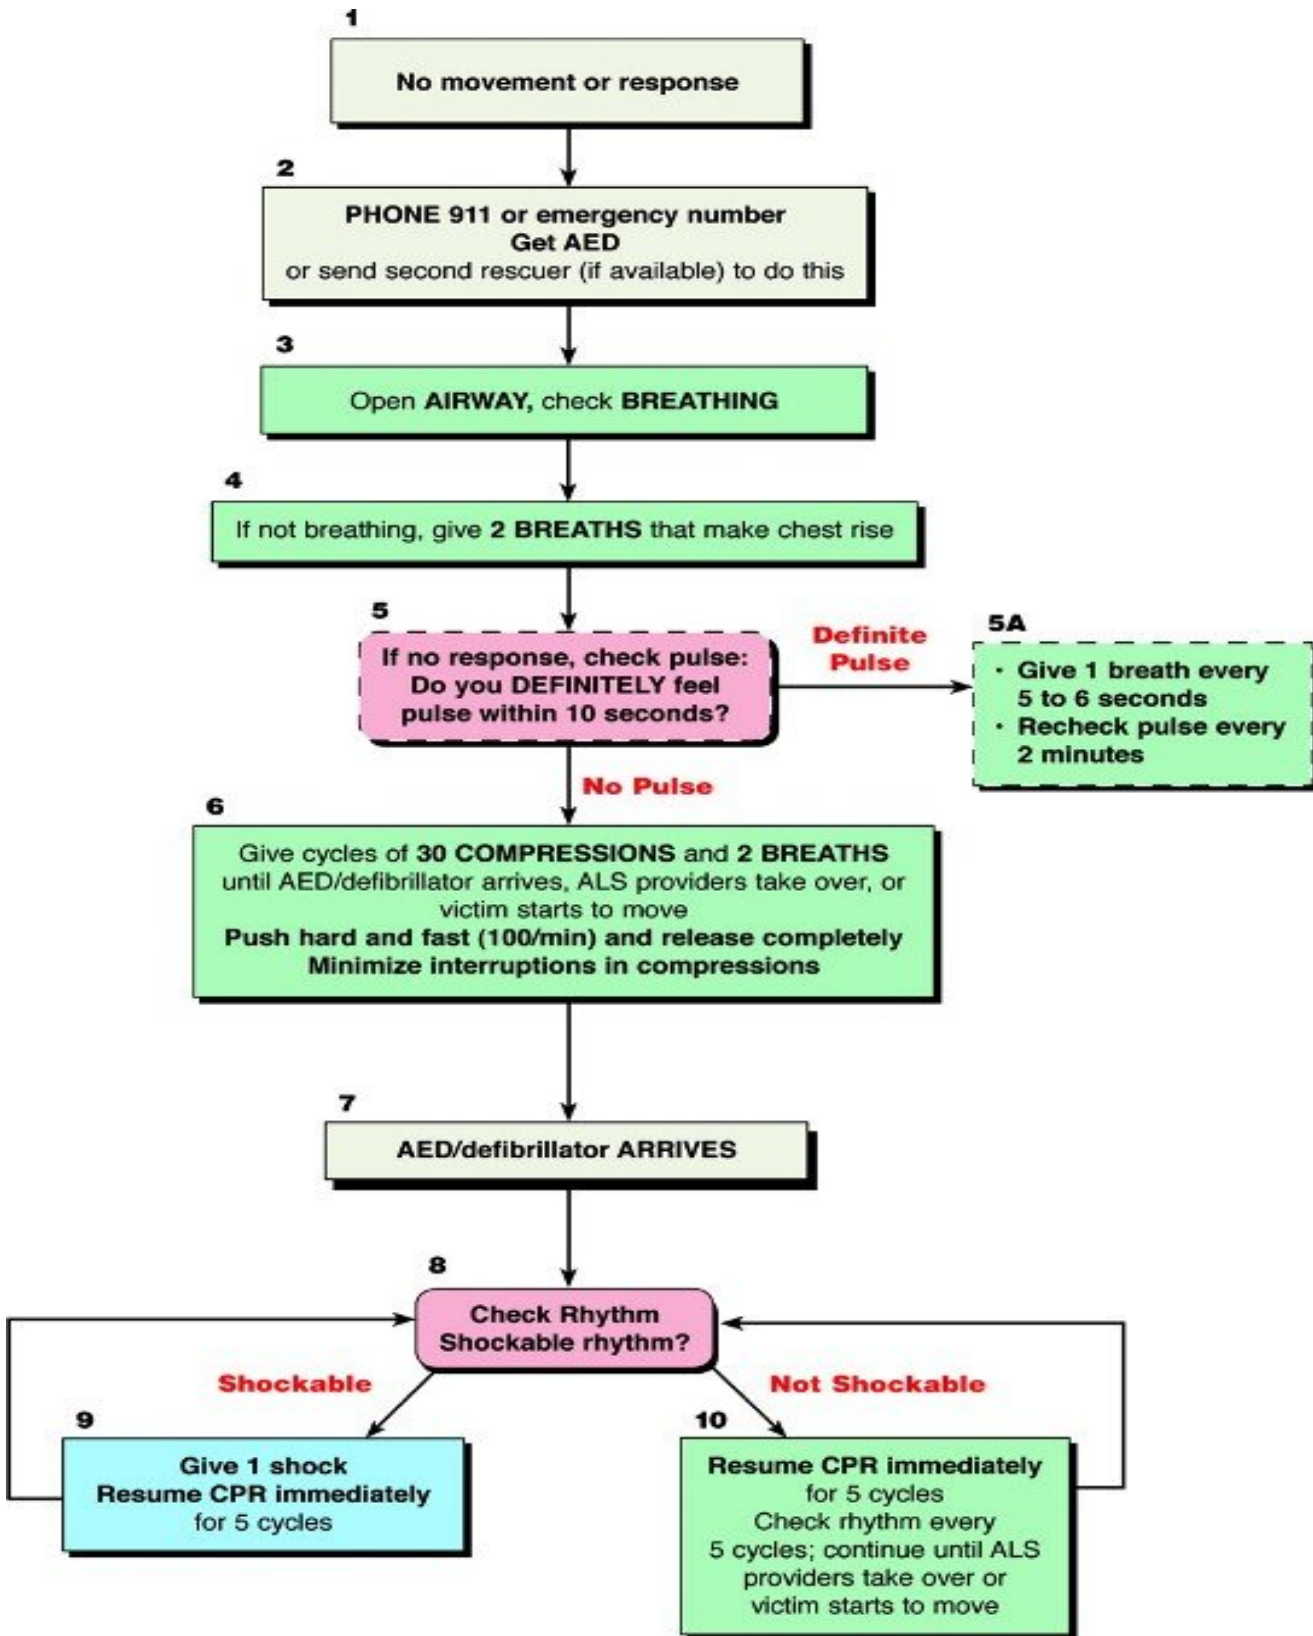 1
No movement or response
2
PHONE 911 or emergency number
Get AED
or send second rescuer (if available) to do this
3
Open AIRWAY, check BREATHING
4
If not breathing, give 2 BREATHS that make chest rise
5
If no response, check pulse:
Do you DEFINITELY feel
pulse within 10 seconds?
Definite
Pulse
5A
· Give 1 breath every
5 to 6 seconds
· Recheck pulse every
2 minutes
No Pulse
6
Give cycles of 30 COMPRESSIONS and 2 BREATHS
until AED/defibrillator arrives, ALS providers take over, or
victim starts to move
Push hard and fast (100/min) and release completely
Minimize interruptions in compressions
7
AED/defibrillator ARRIVES
8
Check Rhythm
Shockable rhythm?
Shockable
Not Shockable
9
Give 1 shock
Resume CPR immediately
for 5 cycles
10
Resume CPR immediately
for 5 cycles
Check rhythm every
5 cycles; continue until ALS
providers take over or
victim starts to move